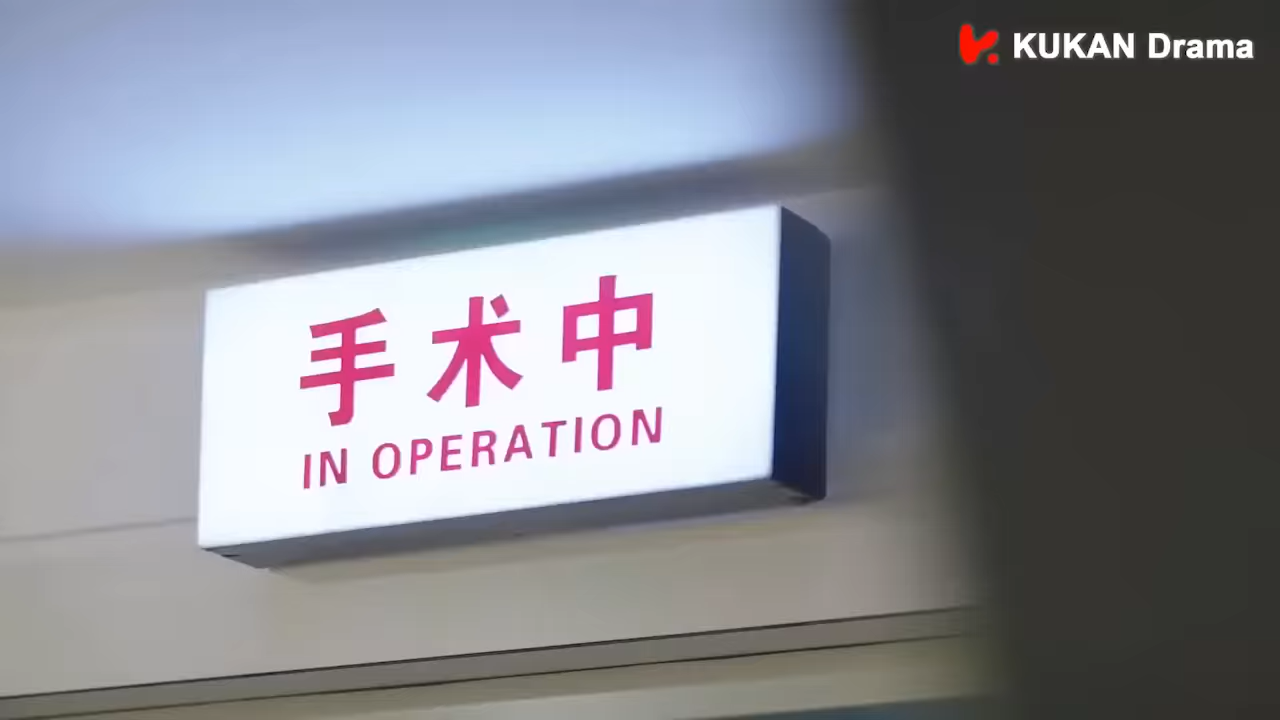 KUKAN Drama
手术中
IN OPERATION